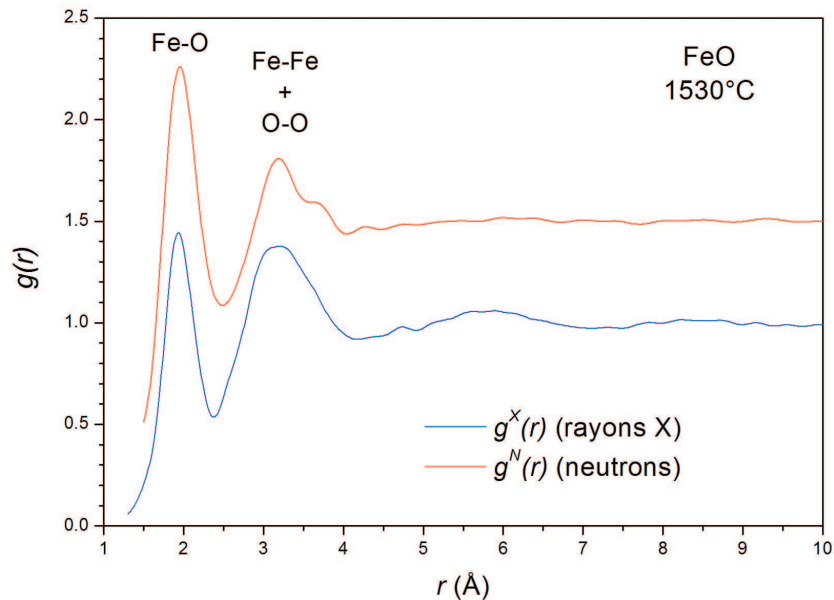 2.5
2.0
1.5
1.0
0.5
0.0
g(r)
Fe-O
Fe-Fe
+
O-O
FeO
1530°C
g^X(r) (rayons X)
g^N(r) (neutrons)
1 2 3 4 5 6 7 8 9 10
r (Å)